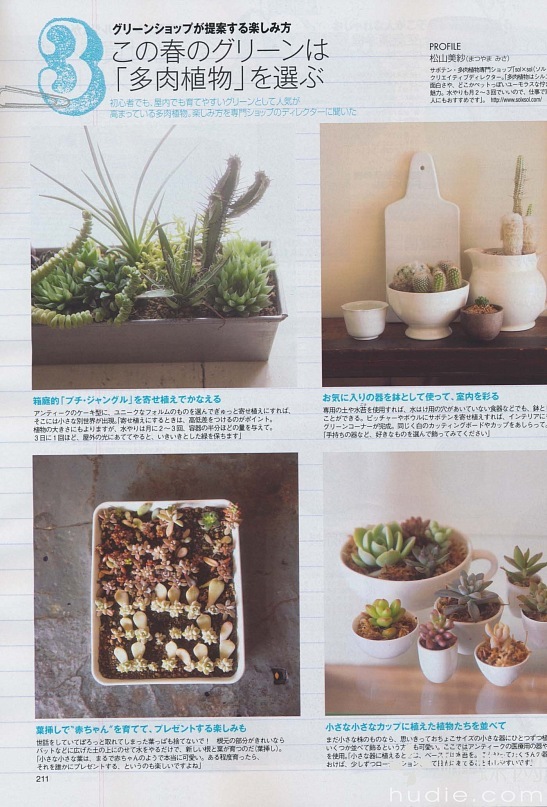 3
グリーンショップが提案する楽しみ方
この春のグリーンは
「多肉植物」を選ぶ
初心者でも、屋内でも育てやすいグリーンとして人気が
高まっている多肉植物。楽しみ方を専門ショップのディレクターに聞いた
PROFILE
松山美紗(まつやま みさ)
サボテン・多肉植物専門ショップ「sol×sol(ソル
クリエイティブディレクター。「多肉植物はシル
面白さや、どこかペットっぽいユーモラスな佇ま
魅力。水やりも月2〜3回でいいので、仕事で
人にもおすすめです」。http://www.solxsol.com/
箱庭的「プチ・ジャングル」を寄せ植えでかなえる
アンティークのケーキ型に、ユニークなフォルムのものを選んでぎゅっと寄せ植えにすれば、
そこには小さな別世界が出現。「寄せ植えにするときは、高低差をつけるのがポイント。
植物の大きさにもよりますが、水やりは月に2〜3回、容器の半分ほどの量を与えて。
3日に1回ほど、屋外の光にあててやると、いきいきとした緑を保ちます」
お気に入りの器を鉢として使って、室内を彩る
専用の土や水苔を使用すれば、水はけ用の穴があいていない食器などでも、鉢と
ことができる。ピッチャーやボウルにサボテンを寄せ植えすれば、インテリジ
グリーンコーナーが完成。同じく白のカッティングボードやカップをあしらって。
「手持ちの器など、好きなものを選んで飾ってみてください」
葉挿しで“赤ちゃん”を育てて、プレゼントする楽しみも
世話をしていてぽろっと取れてしまった葉っぱも捨てないで! 根元の部分がきれいなら
バットなどに広げた土の上にのせて水をやるだけで、新しい根と葉が育つのだ(葉挿し)。
「小さな小さな葉は、まるで赤ちゃんのようで本当に可愛い。ある程度育ったら、
それを誰かにプレゼントする、というのも楽しいですよね」
小さな小さなカップに植えた植物たちを並べて
まだ小さな株のものなら、思いきっておちょこサイズの小さな器にひとつずつ植
いくつか並べて飾るという
も可愛い。ここではアンティークの医療用の器や
を使用。「小さな器に植えると
おけば、少しずつロー
211
hudie.com